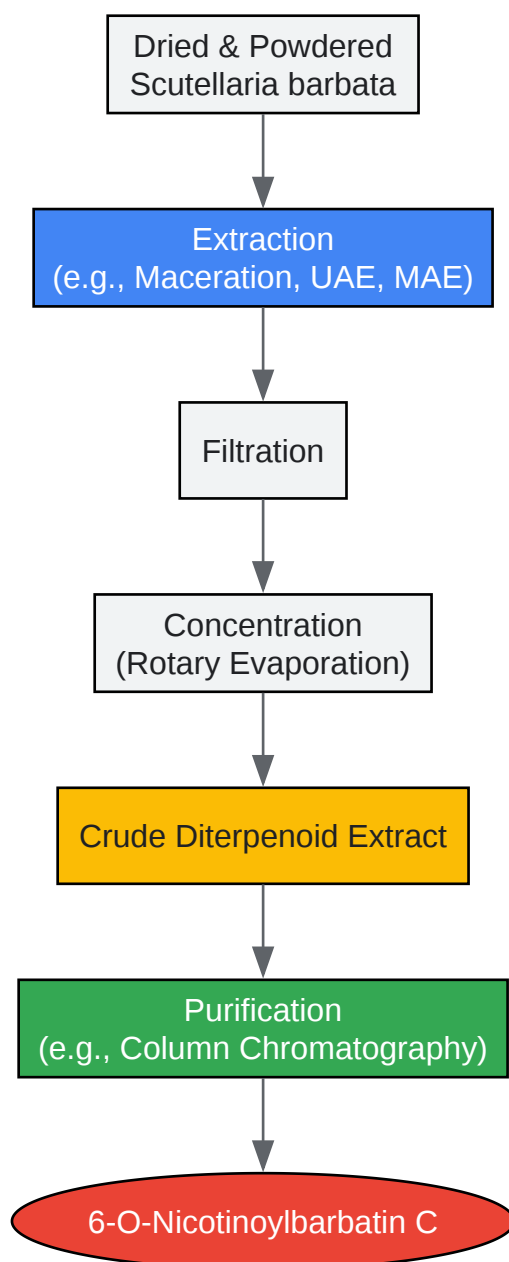 Dried & Powdered
Scutellaria barbata
Extraction
(e.g., Maceration, UAE, MAE)
Filtration
Concentration
(Rotary Evaporation)
Crude Diterpenoid Extract
Purification
(e.g., Column Chromatography)
6-O-Nicotinoylbarbatin C